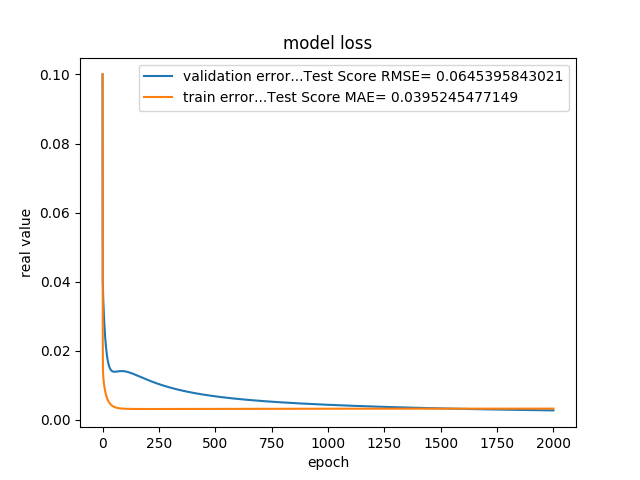 model loss
validation error...Test Score RMSE= 0.0645395843021
train error...Test Score MAE= 0.0395245477149
real value
0.10
0.08
0.06
0.04
0.02
0.00
0 250 500 750 1000 1250 1500 1750 2000
epoch